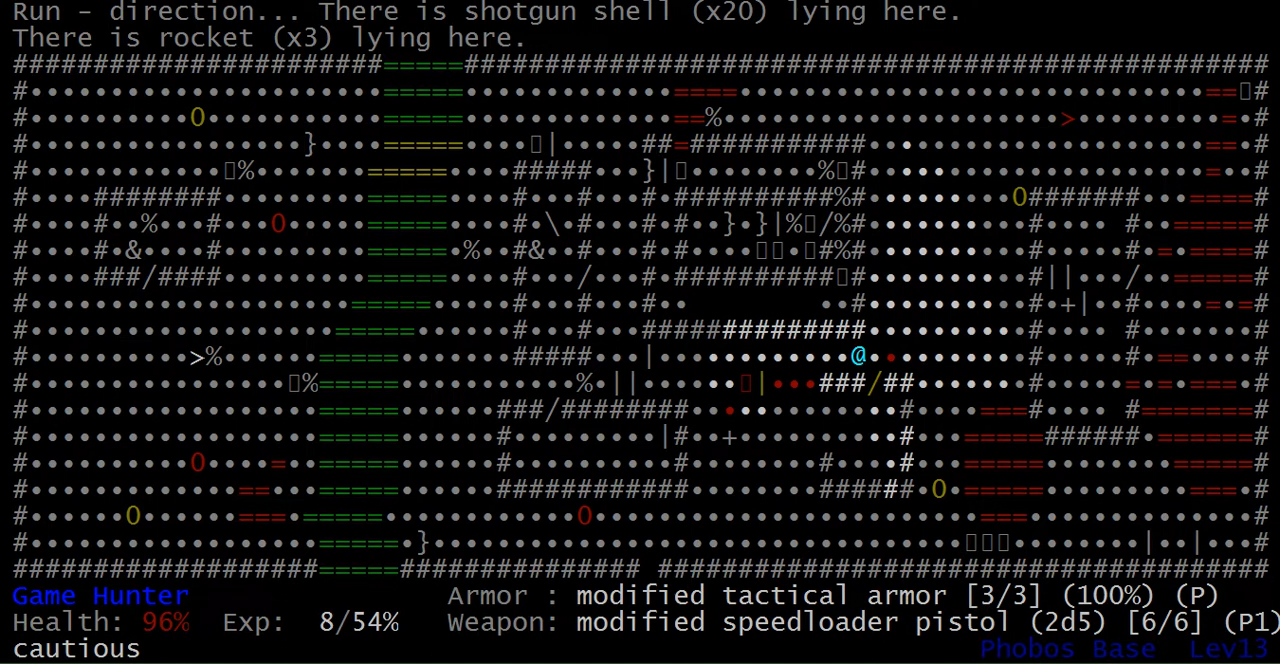 Run - direction... There is shotgun shell (x20) lying here.
There is rocket (x3) lying here.
Game Hunter Armor : modified tactical armor [3/3] (100%) (P)
Health: 96% Exp: 8/54% Weapon: modified speedloader pistol (2d5) [6/6] (P1)
cautious Phobos Base Lev13